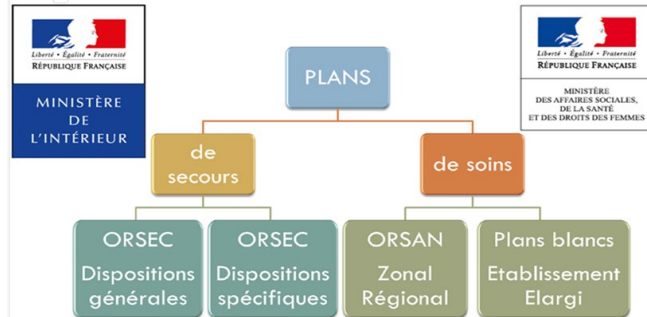 Liberté • Égalité • Fraternité
RÉPUBLIQUE FRANÇAISE
MINISTÈRE
DE
L'INTÉRIEUR
PLANS
Liberté • Égalité • Fraternité
RÉPUBLIQUE FRANÇAISE
MINISTÈRE
DES AFFAIRES SOCIALES,
DE LA SANTÉ
ET DES DROITS DES FEMMES
de
secours
de soins
ORSEC
Dispositions
générales
ORSEC
Dispositions
spécifiques
ORSAN
Zonal
Régional
Plans blancs
Etablissement
Elargi